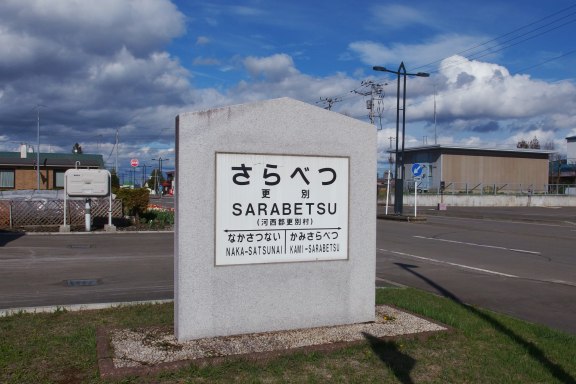 さらべつ
更別
SARABETSU
(河西郡更別村)
なかさつない かみさらべつ
NAKA-SATSUNAI KAMI-SARABETSU